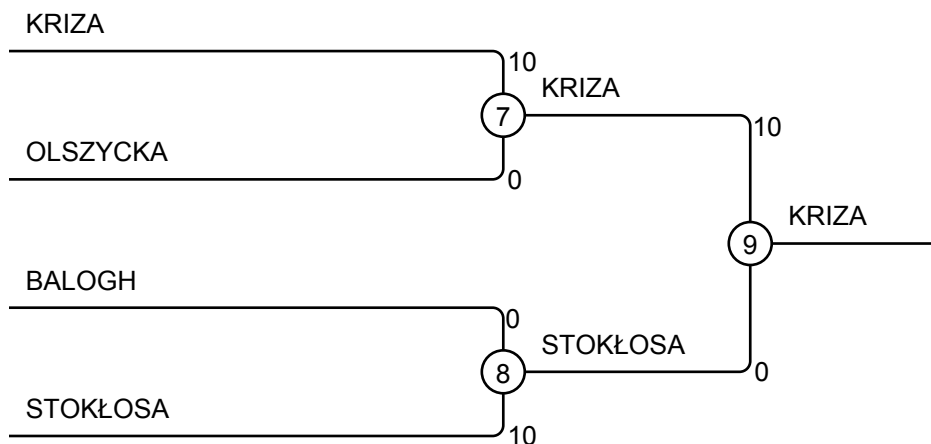 KRIZA
10
KRIZA
7
10
OLSZYCKA
0
KRIZA
9
BALOGH
0
STOKŁOSA
8
0
STOKŁOSA
10